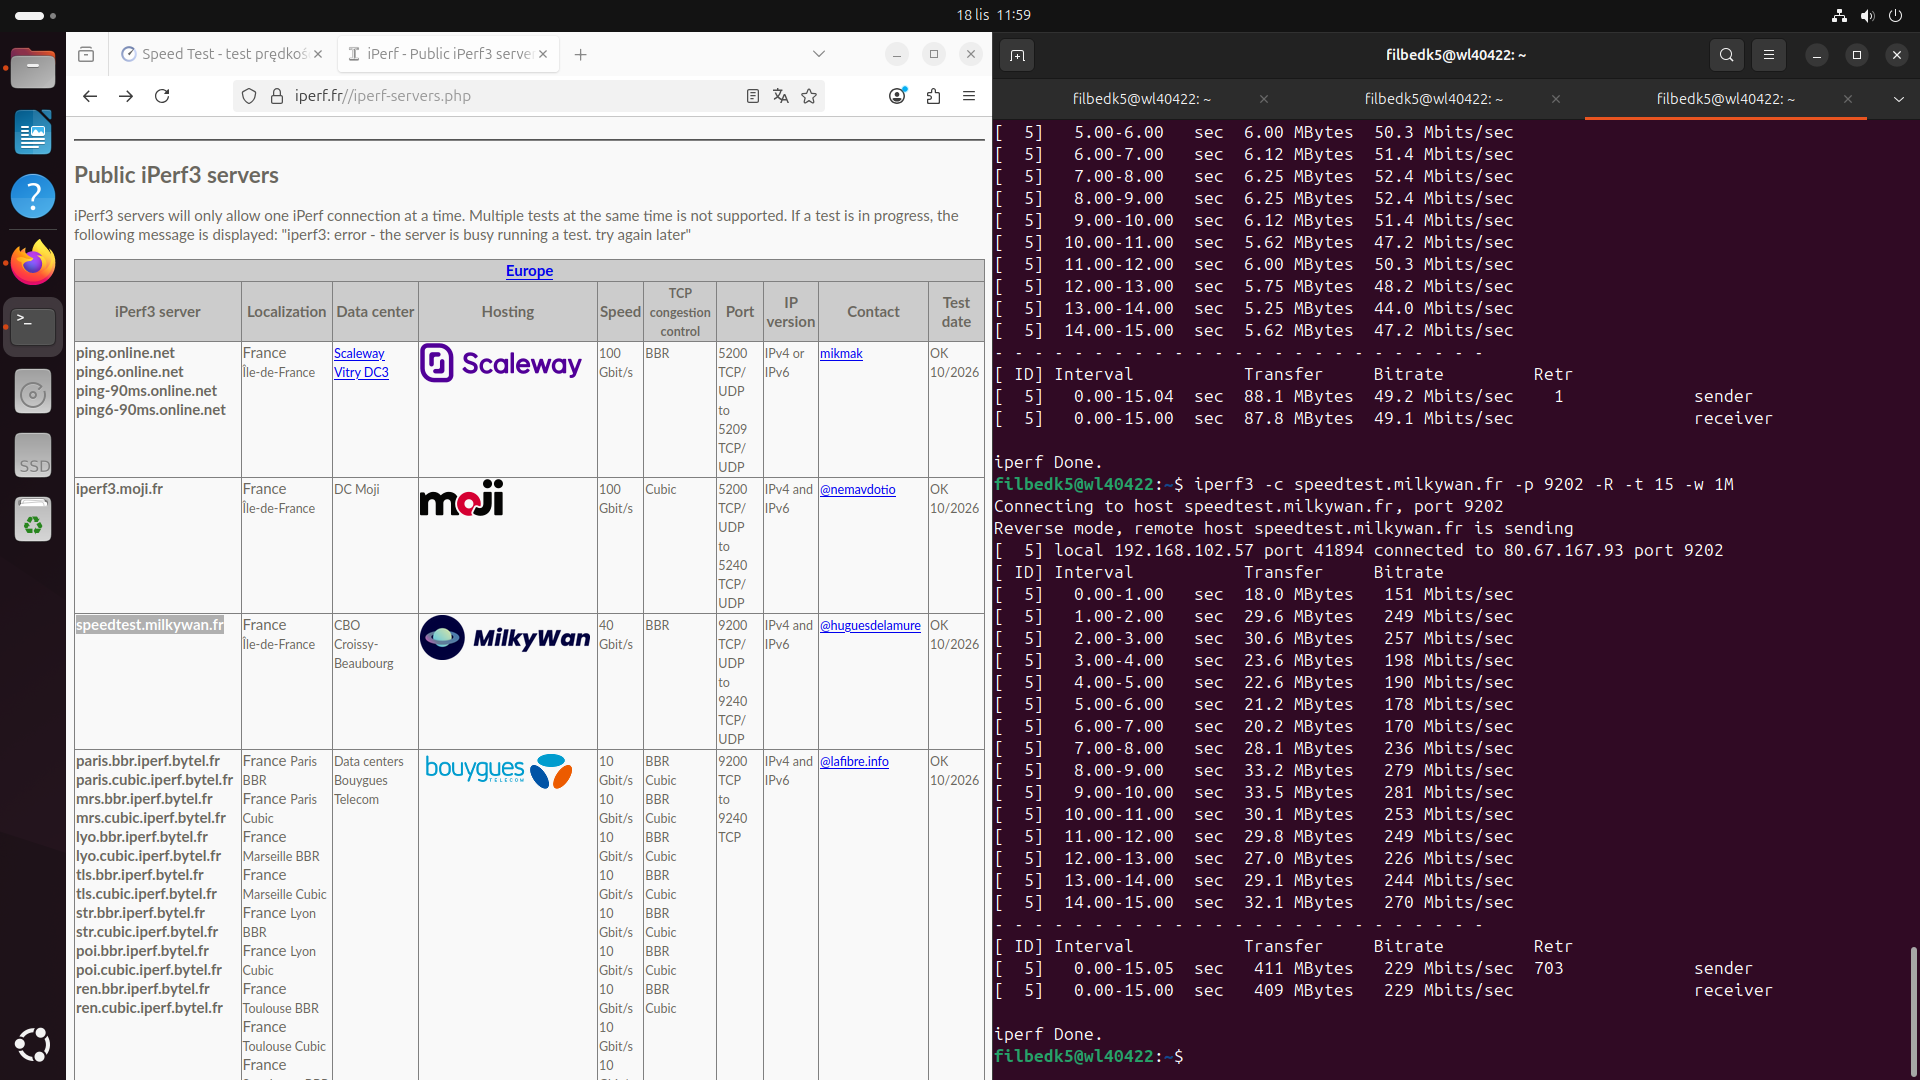 18 lis 11:59
Speed Test - test prędkoś
iPerf - Public iPerf3 serve
iperf.fr//iperf-servers.php
Public iPerf3 servers
iPerf3 servers will only allow one iPerf connection at a time. Multiple tests at the same time is not supported. If a test is in progress, the
following message is displayed: "iperf3: error - the server is busy running a test. try again later"
Europe
iPerf3 server Localization Data center Hosting Speed TCP congestion control Port IP version Contact Test date
ping.online.net
ping6.online.net
ping-90ms.online.net
ping6-90ms.online.net
France
Île-de-France
Scaleway
Vitry DC3
Scaleway
100
Gbit/s
BBR
5200
TCP/
UDP
to
5209
TCP/
UDP
IPv4 or
IPv6
mikmak
OK
10/2026
iperf3.moji.fr
France
Île-de-France
DC Moji
moji
100
Gbit/s
Cubic
5200
TCP/
UDP
to
5240
TCP/
UDP
IPv4 and
IPv6
@nemavdotio
OK
10/2026
speedtest.milkywan.fr
France
Île-de-France
CBO
Croissy-
Beaubourg
MilkyWan
40
Gbit/s
BBR
9200
TCP/
UDP
to
9240
TCP/
UDP
IPv4 and
IPv6
@huguesdelamure
OK
10/2026
paris.bbr.iperf.bytel.fr
paris.cubic.iperf.bytel.fr
mrs.bbr.iperf.bytel.fr
mrs.cubic.iperf.bytel.fr
lyo.bbr.iperf.bytel.fr
lyo.cubic.iperf.bytel.fr
tls.bbr.iperf.bytel.fr
tls.cubic.iperf.bytel.fr
str.bbr.iperf.bytel.fr
str.cubic.iperf.bytel.fr
poi.bbr.iperf.bytel.fr
poi.cubic.iperf.bytel.fr
ren.bbr.iperf.bytel.fr
ren.cubic.iperf.bytel.fr
France Paris
BBR
France Paris
Cubic
France
Marseille BBR
France
Marseille Cubic
France Lyon
BBR
France Lyon
Cubic
France
Toulouse BBR
France
Toulouse Cubic
France
Data centers
Bouygues
Telecom
bouygues
TELECOM
10
Gbit/s
10
Gbit/s
10
Gbit/s
10
Gbit/s
10
Gbit/s
10
Gbit/s
10
Gbit/s
10
Gbit/s
10
BBR
Cubic
BBR
Cubic
BBR
Cubic
BBR
Cubic
BBR
Cubic
BBR
Cubic
BBR
Cubic
9200
TCP
to
9240
TCP
IPv4 and
IPv6
@lafibre.info
OK
10/2026
SSD
filbedk5@wl40422: ~
filbedk5@wl40422: ~ filbedk5@wl40422: ~ filbedk5@wl40422: ~
[  5]   5.00-6.00   sec  6.00 MBytes  50.3 Mbits/sec
[  5]   6.00-7.00   sec  6.12 MBytes  51.4 Mbits/sec
[  5]   7.00-8.00   sec  6.25 MBytes  52.4 Mbits/sec
[  5]   8.00-9.00   sec  6.25 MBytes  52.4 Mbits/sec
[  5]   9.00-10.00  sec  6.12 MBytes  51.4 Mbits/sec
[  5]  10.00-11.00  sec  5.62 MBytes  47.2 Mbits/sec
[  5]  11.00-12.00  sec  6.00 MBytes  50.3 Mbits/sec
[  5]  12.00-13.00  sec  5.75 MBytes  48.2 Mbits/sec
[  5]  13.00-14.00  sec  5.25 MBytes  44.0 Mbits/sec
[  5]  14.00-15.00  sec  5.62 MBytes  47.2 Mbits/sec
- - - - - - - - - - - - - - - - - - - - - - - - -
[ ID] Interval           Transfer     Bitrate         Retr
[  5]   0.00-15.04  sec  88.1 MBytes  49.2 Mbits/sec    1             sender
[  5]   0.00-15.00  sec  87.8 MBytes  49.1 Mbits/sec                  receiver
iperf Done.
filbedk5@wl40422:~$ iperf3 -c speedtest.milkywan.fr -p 9202 -R -t 15 -w 1M
Connecting to host speedtest.milkywan.fr, port 9202
Reverse mode, remote host speedtest.milkywan.fr is sending
[  5] local 192.168.102.57 port 41894 connected to 80.67.167.93 port 9202
[ ID] Interval           Transfer     Bitrate
[  5]   0.00-1.00   sec  18.0 MBytes   151 Mbits/sec
[  5]   1.00-2.00   sec  29.6 MBytes   249 Mbits/sec
[  5]   2.00-3.00   sec  30.6 MBytes   257 Mbits/sec
[  5]   3.00-4.00   sec  23.6 MBytes   198 Mbits/sec
[  5]   4.00-5.00   sec  22.6 MBytes   190 Mbits/sec
[  5]   5.00-6.00   sec  21.2 MBytes   178 Mbits/sec
[  5]   6.00-7.00   sec  20.2 MBytes   170 Mbits/sec
[  5]   7.00-8.00   sec  28.1 MBytes   236 Mbits/sec
[  5]   8.00-9.00   sec  33.2 MBytes   279 Mbits/sec
[  5]   9.00-10.00  sec  33.5 MBytes   281 Mbits/sec
[  5]  10.00-11.00  sec  30.1 MBytes   253 Mbits/sec
[  5]  11.00-12.00  sec  29.8 MBytes   249 Mbits/sec
[  5]  12.00-13.00  sec  27.0 MBytes   226 Mbits/sec
[  5]  13.00-14.00  sec  29.1 MBytes   244 Mbits/sec
[  5]  14.00-15.00  sec  32.1 MBytes   270 Mbits/sec
- - - - - - - - - - - - - - - - - - - - - - - - -
[ ID] Interval           Transfer     Bitrate         Retr
[  5]   0.00-15.05  sec   411 MBytes   229 Mbits/sec  703             sender
[  5]   0.00-15.00  sec   409 MBytes   229 Mbits/sec                  receiver
iperf Done.
filbedk5@wl40422:~$